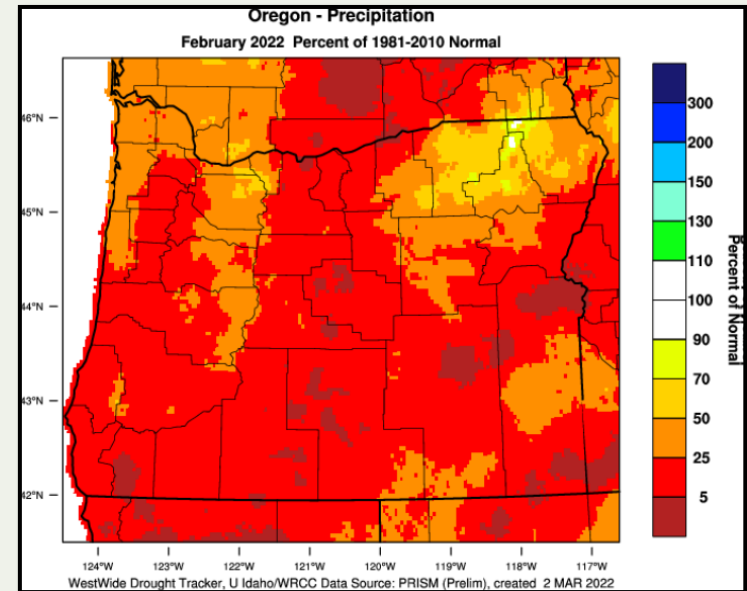 Oregon - Precipitation
February 2022 Percent of 1981-2010 Normal
46°N
45°N
44°N
43°N
42°N
124°W 123°W 122°W 121°W 120°W 119°W 118°W 117°W
300
200
150
130
110
100
90
70
50
25
5
Percent of Normal
WestWide Drought Tracker, U Idaho/WRCC Data Source: PRISM (Prelim), created 2 MAR 2022